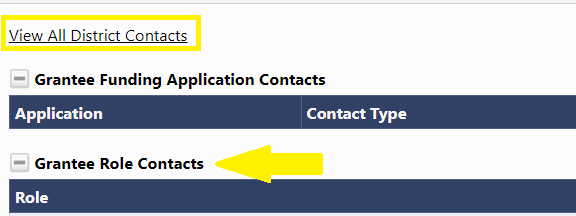 View All District Contacts
Grantee Funding Application Contacts
Application Contact Type
Grantee Role Contacts
Role